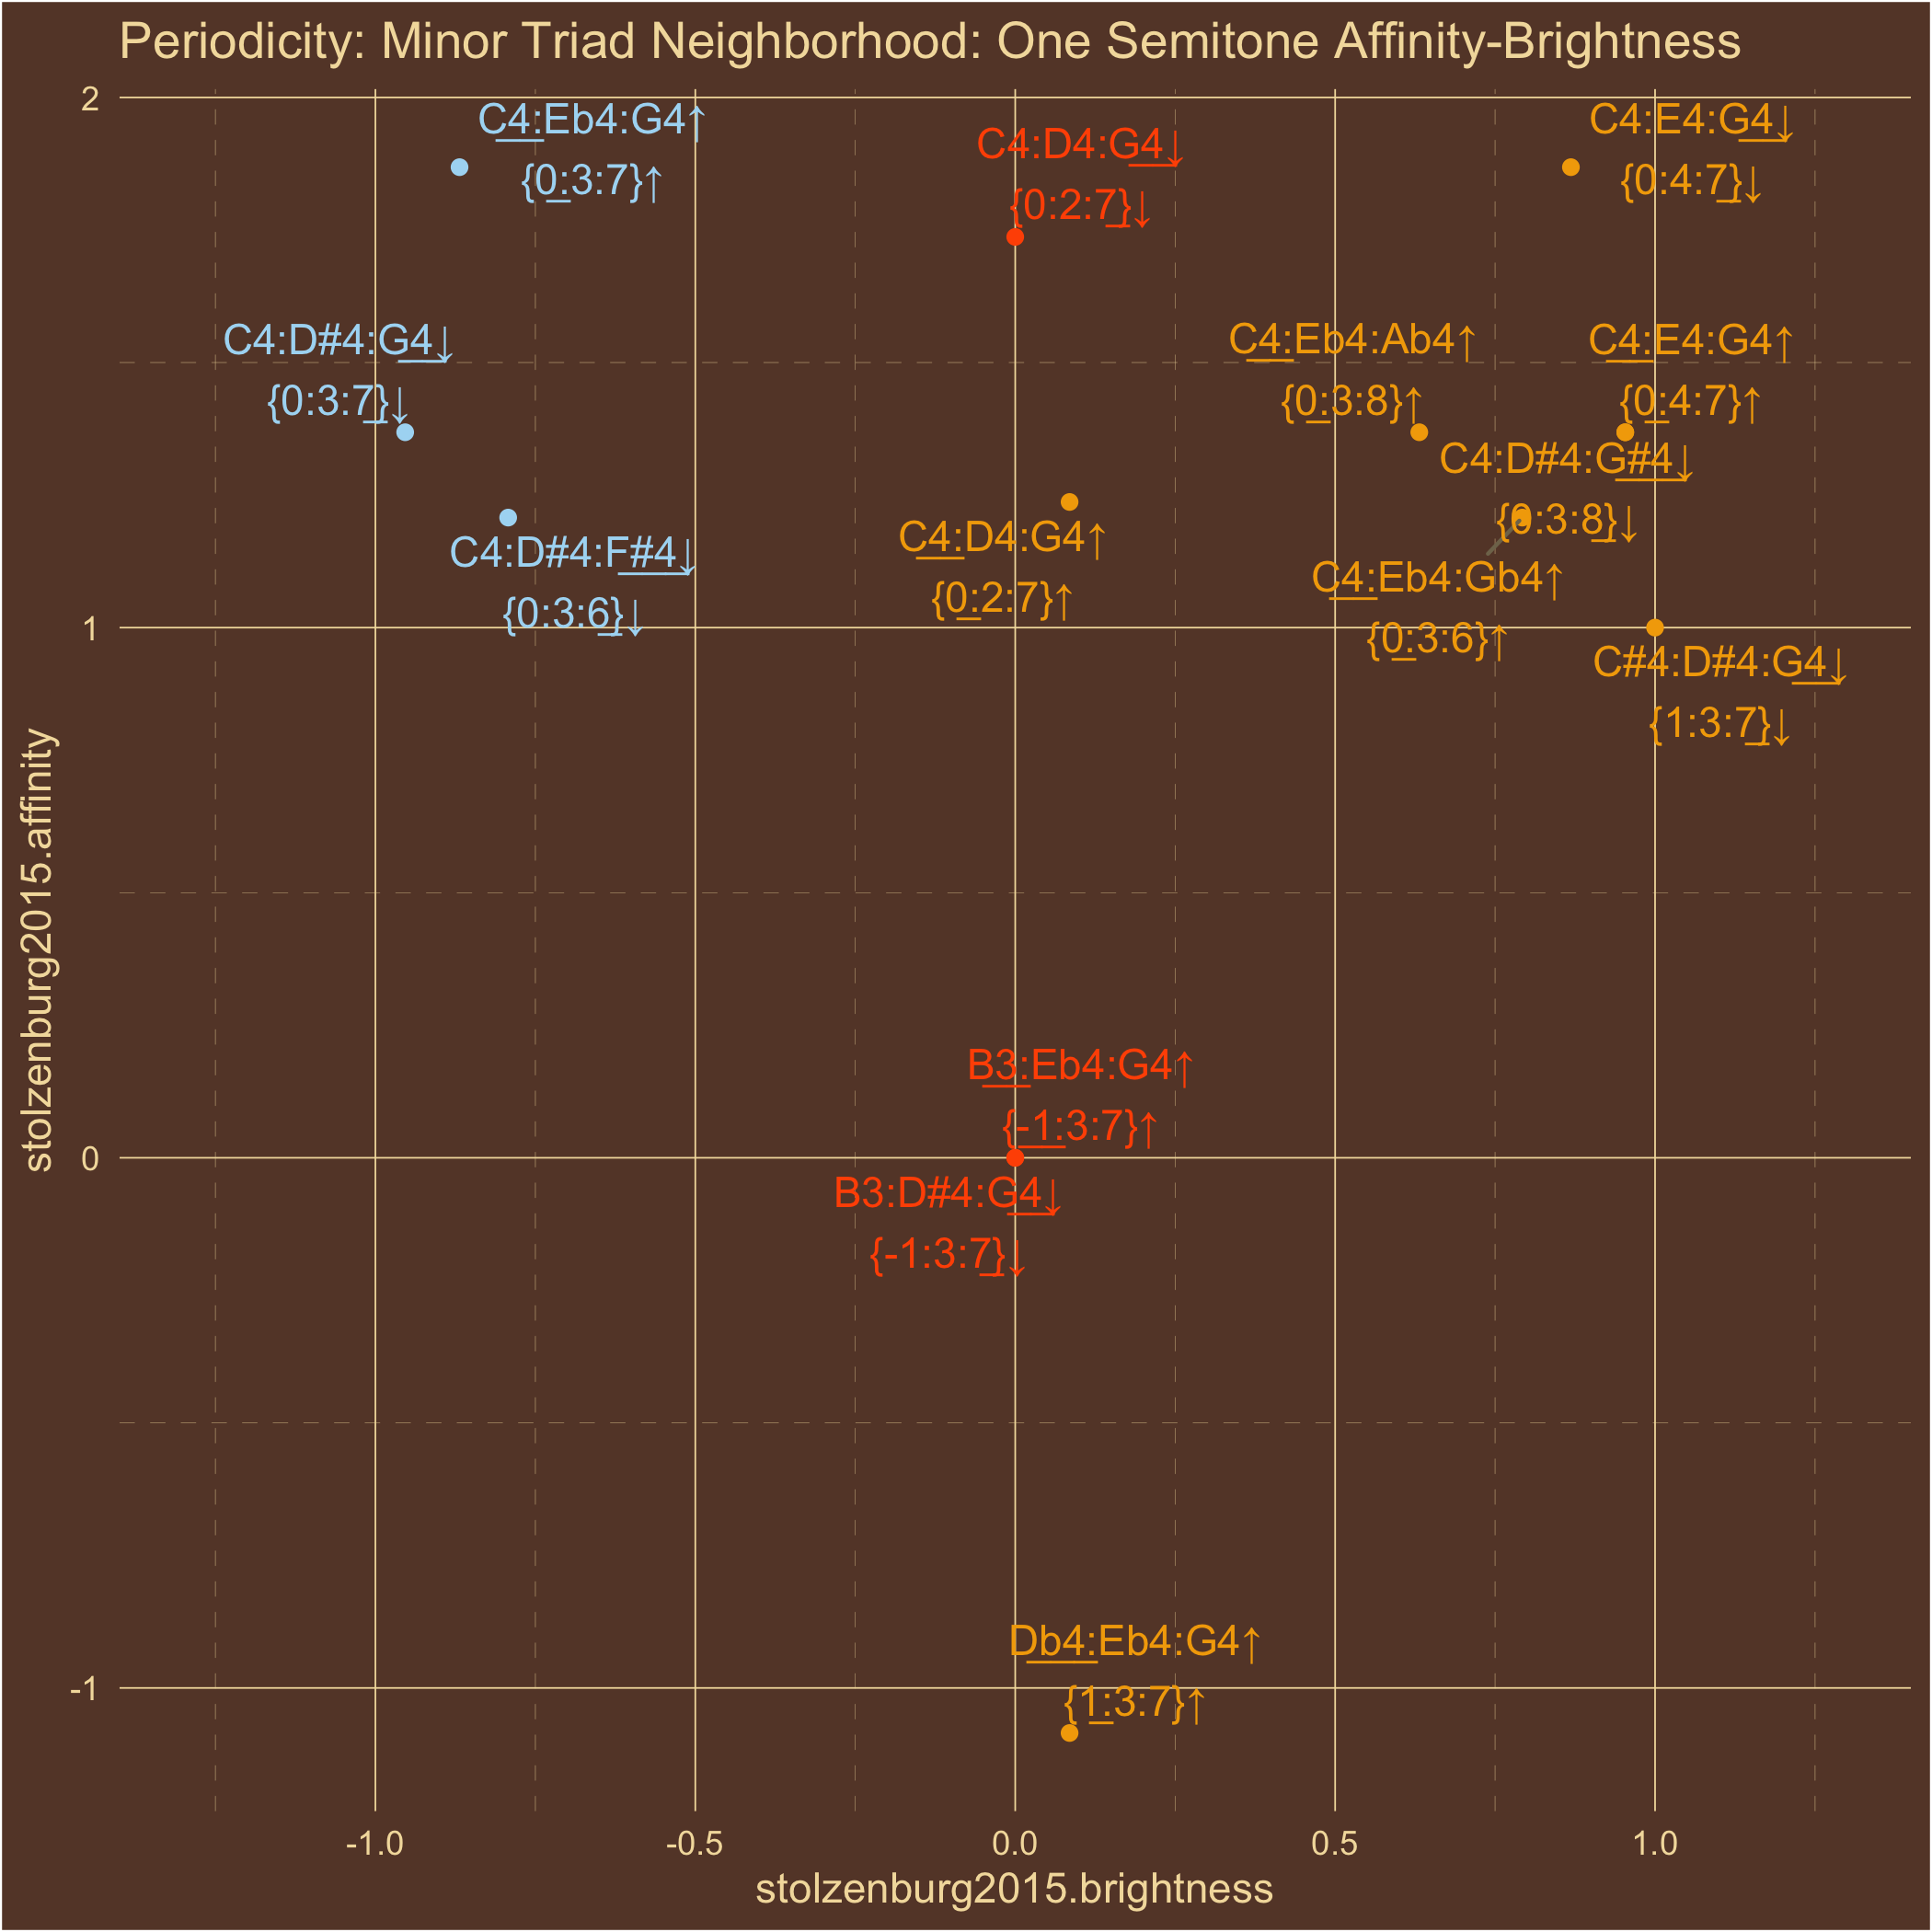 Periodicity: Minor Triad Neighborhood: One Semitone Affinity-Brightness
2
C4:Eb4:G4↑
{0:3:7}↑
C4:D4:G4↓
{0:2:7}↓
C4:E4:G4↓
{0:4:7}↓
C4:D#4:G4↓
{0:3:7}↓
C4:Eb4:Ab4↑
{0:3:8}↑
C4:E4:G4↑
{0:4:7}↑
C4:D#4:G#4↓
{0:3:8}↓
C4:D#4:F#4↓
{0:3:6}↓
C4:D4:G4↑
{0:2:7}↑
C4:Eb4:Gb4↑
{0:3:6}↑
1
C#4:D#4:G4↓
{1:3:7}↓
stolzenburg2015.affinity
B3:Eb4:G4↑
{-1:3:7}↑
0
B3:D#4:G4↓
{-1:3:7}↓
Db4:Eb4:G4↑
{1:3:7}↑
-1
-1.0 -0.5 0.0 0.5 1.0
stolzenburg2015.brightness